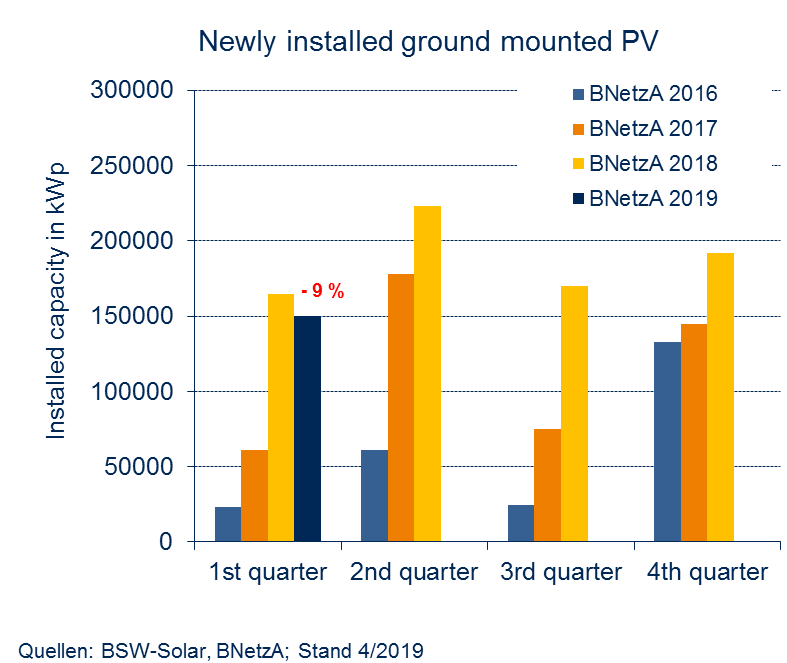 Newly installed ground mounted PV
BNetzA 2016
BNetzA 2017
BNetzA 2018
BNetzA 2019
Installed capacity in kWp
300000
250000
200000
150000
100000
50000
0
- 9 %
1st quarter 2nd quarter 3rd quarter 4th quarter
Quellen: BSW-Solar, BNetzA; Stand 4/2019